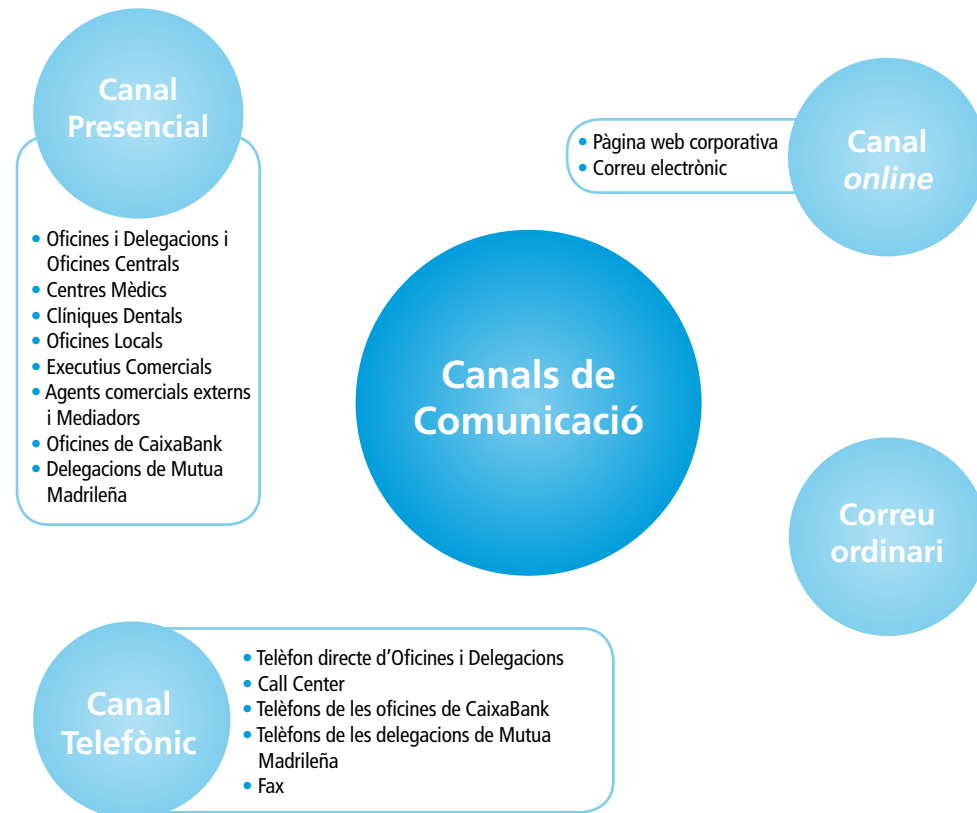 Canal
Presencial
• Oficines i Delegacions i
Oficines Centrals
• Centres Mèdics
• Clíniques Dentals
• Oficines Locals
• Executius Comercials
• Agents comercials externs
i Mediadors
• Oficines de CaixaBank
• Delegacions de Mutua
Madrileña
• Pàgina web corporativa
• Correu electrònic
Canal
online
Canals de
Comunicació
Correu
ordinari
Canal
Telefònic
• Telèfon directe d’Oficines i Delegacions
• Call Center
• Telèfons de les oficines de CaixaBank
• Telèfons de les delegacions de Mutua
Madrileña
• Fax